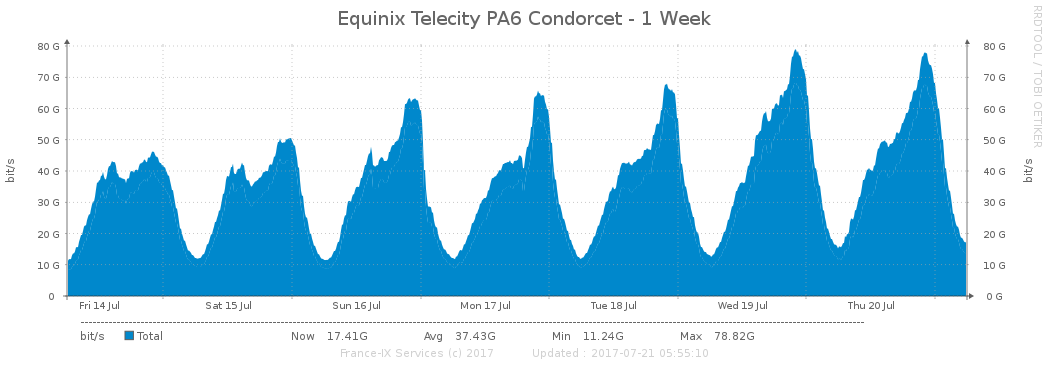 Equinix Telecity PA6 Condorcet - 1 Week
RRDTOOL / TOBI OETIKER
bit/s
80 G
70 G
60 G
50 G
40 G
30 G
20 G
10 G
0
80 G
70 G
60 G
50 G
40 G
30 G
20 G
10 G
0 G
bit/s
Fri 14 Jul Sat 15 Jul Sun 16 Jul Mon 17 Jul Tue 18 Jul Wed 19 Jul Thu 20 Jul
bit/s Total Now 17.41G Avg 37.43G Min 11.24G Max 78.82G
France-IX Services (c) 2017 Updated : 2017-07-21 05:55:10